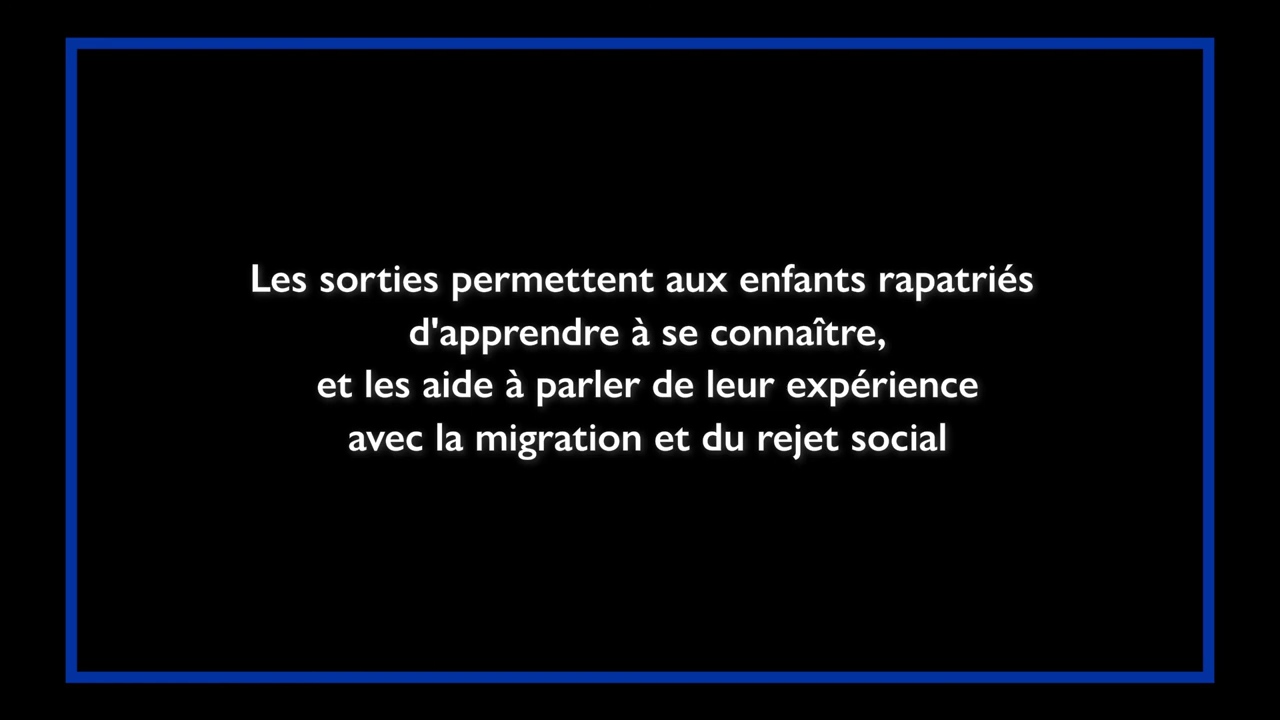 Les sorties permettent aux enfants rapatriés
d'apprendre à se connaître,
et les aide à parler de leur expérience
avec la migration et du rejet social